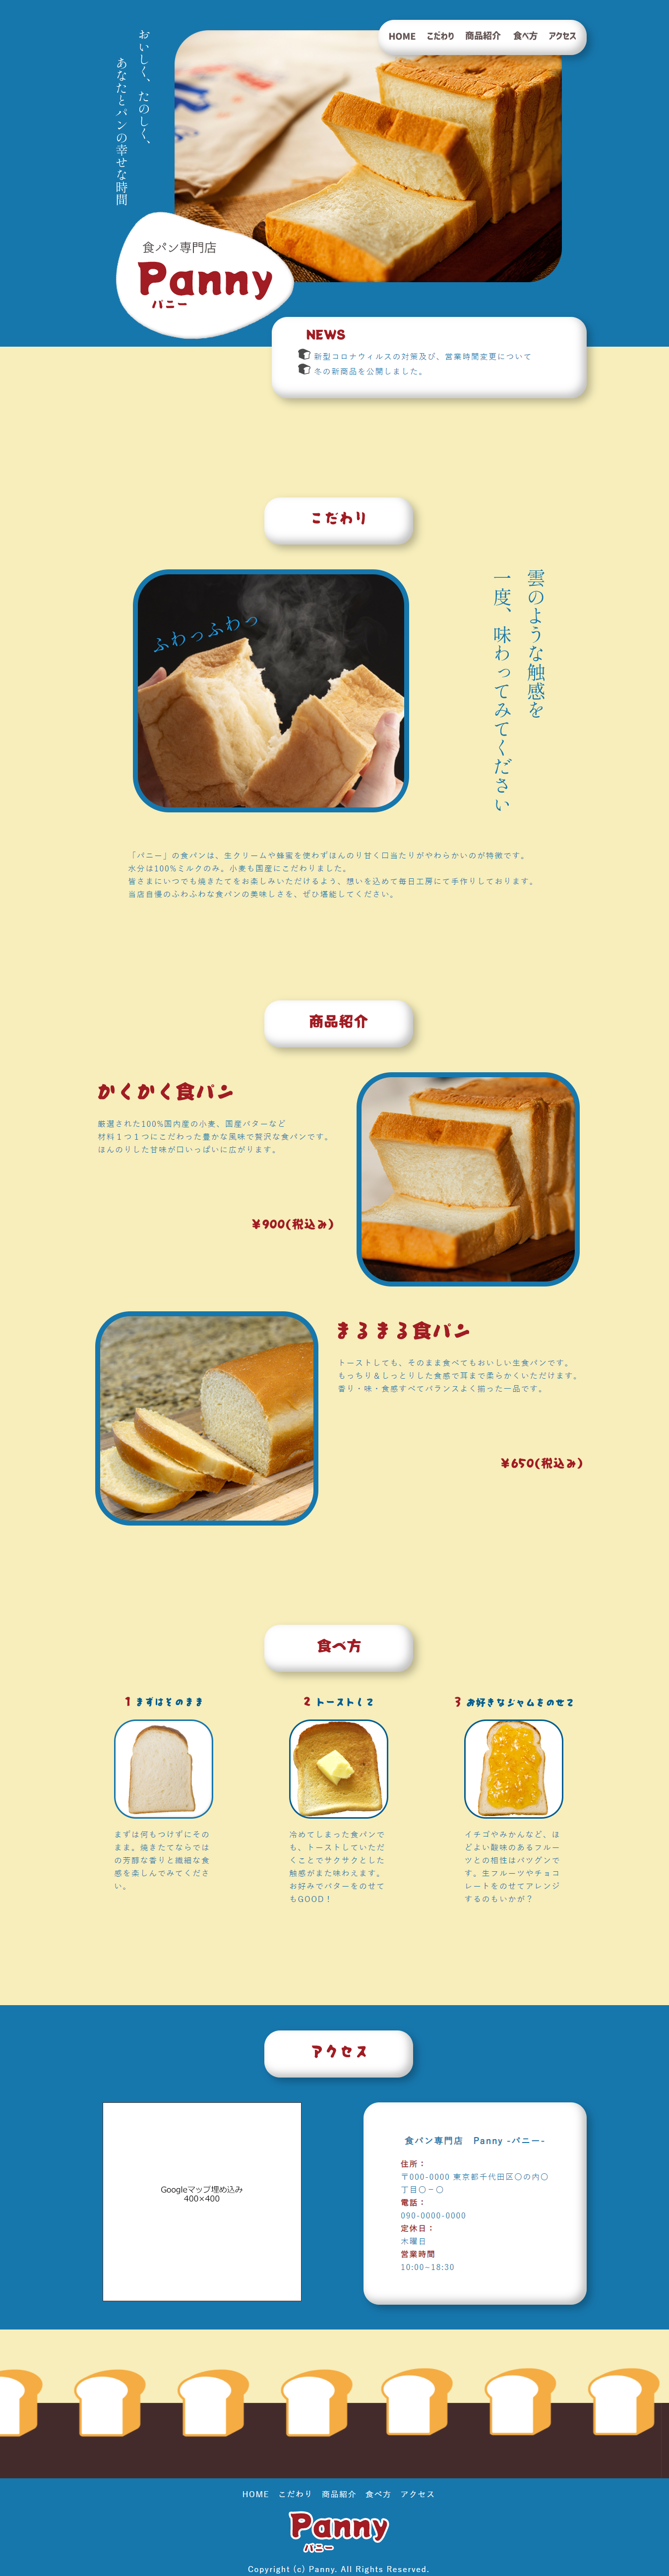 HOME こだわり 商品紹介 食べ方 アクセス
おいしく、たのしく、
あなたとパンの幸せな時間
食パン専門店
Panny
パニー
NEWS
新型コロナウィルスの対策及び、営業時間変更について
冬の新商品を公開しました。
こだわり
ふわっふわっ
雲のような触感を
一度、味わってみてください
「パニー」の食パンは、生クリームや蜂蜜を使わずほんのり甘く口当たりがやわらかいのが特徴です。
水分は100%ミルクのみ。小麦も国産にこだわりました。
皆さまにいつでも焼きたてをお楽しみいただけるよう、想いを込めて毎日工房にて手作りしております。
当店自慢のふわふわな食パンの美味しさを、ぜひ堪能してください。
商品紹介
かくかく食パン
厳選された100%国内産の小麦、国産バターなど
材料１つ１つにこだわった豊かな風味で贅沢な食パンです。
ほんのりした甘味が口いっぱいに広がります。
￥900(税込み)
まるまる食パン
トーストしても、そのまま食べてもおいしい生食パンです。
もっちり＆しっとりした食感で耳まで柔らかくいただけます。
香り・味・食感すべてバランスよく揃った一品です。
￥650(税込み)
食べ方
1 まずはそのまま
まずは何もつけずにその
まま。焼きたてならでは
の芳醇な香りと繊細な食
感を楽しんでみてくださ
い。
2 トーストして
冷めてしまった食パンで
も、トーストしていただ
くことでサクサクとした
触感がまた味わえます。
お好みでバターをのせて
もGOOD！
3 お好きなジャムをのせて
イチゴやみかんなど、ほ
どよい酸味のあるフルー
ツとの相性はバツグンで
す。生フルーツやチョコ
レートをのせてアレンジ
するのもいかが？
アクセス
Googleマップ埋め込み
400×400
食パン専門店　Panny -パニー-
住所：
〒000-0000 東京都千代田区〇の内〇
丁目〇－〇
電話：
090-0000-0000
定休日：
木曜日
営業時間
10:00~18:30
HOME こだわり 商品紹介 食べ方 アクセス
Panny
パニー
Copyright (c) Panny. All Rights Reserved.